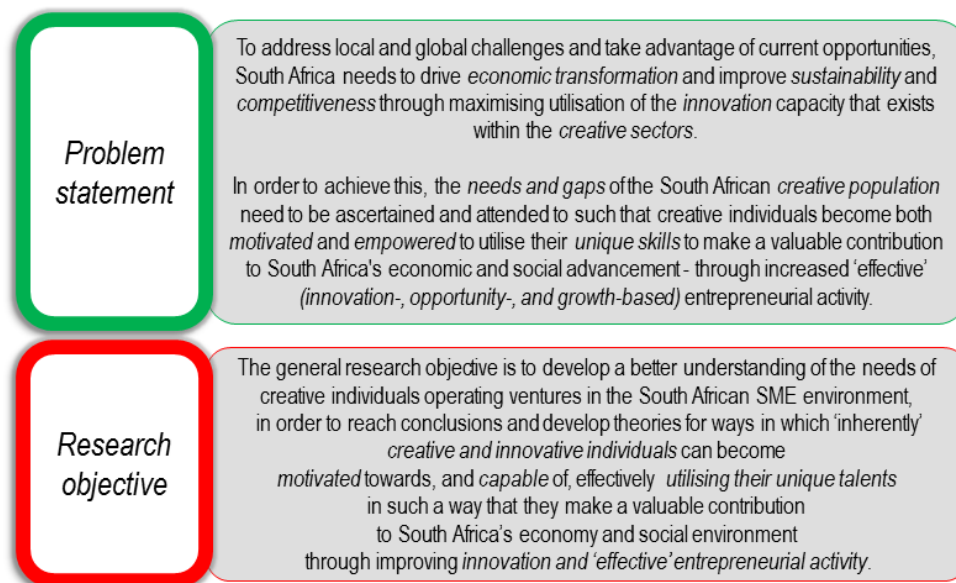 Problem
statement
To address local and global challenges and take advantage of current opportunities,
South Africa needs to drive economic transformation and improve sustainability and
competitiveness through maximising utilisation of the innovation capacity that exists
within the creative sectors.
In order to achieve this, the needs and gaps of the South African creative population
need to be ascertained and attended to such that creative individuals become both
motivated and empowered to utilise their unique skills to make a valuable contribution
to South Africa's economic and social advancement - through increased ‘effective’
(innovation-, opportunity-, and growth-based) entrepreneurial activity.
Research
objective
The general research objective is to develop a better understanding of the needs of
creative individuals operating ventures in the South African SME environment,
in order to reach conclusions and develop theories for ways in which ‘inherently’
creative and innovative individuals can become
motivated towards, and capable of, effectively utilising their unique talents
in such a way that they make a valuable contribution
to South Africa’s economy and social environment
through improving innovation and ‘effective’ entrepreneurial activity.